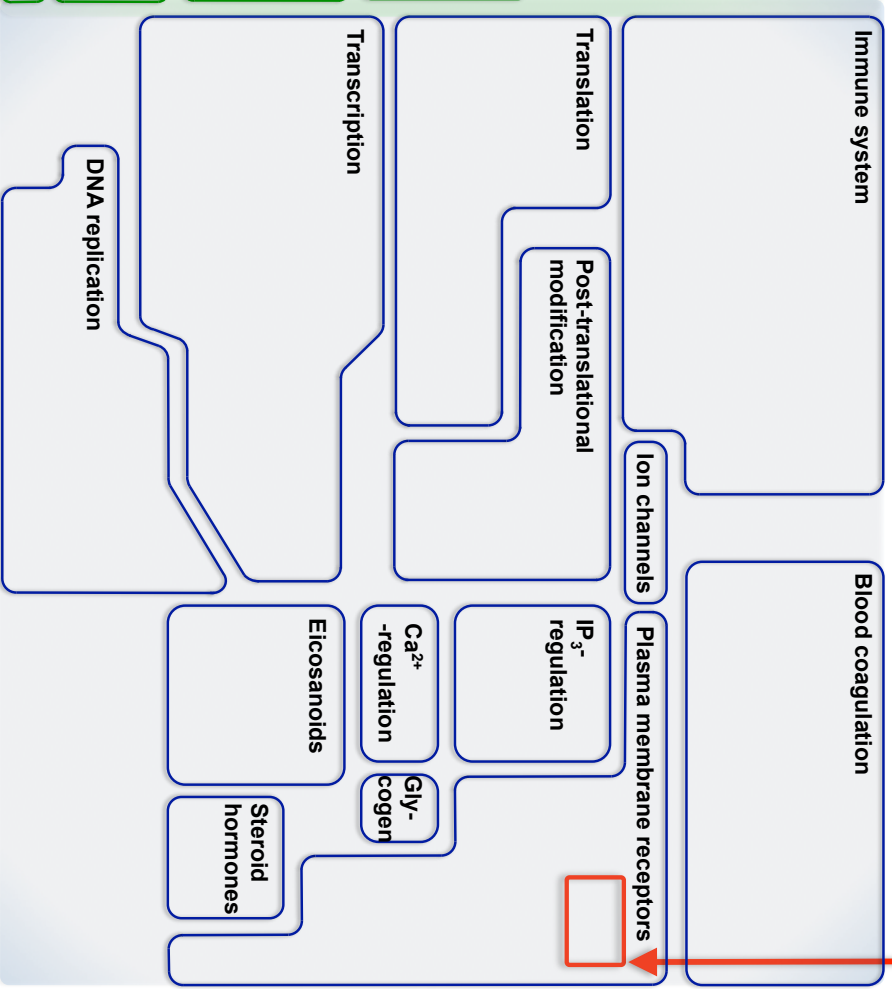 Immune system
Blood coagulation
Ion channels
Plasma membrane receptors
Translation
Post-translational
modification
IP₃-
regulation
Transcription
Ca²⁺
-regulation
Gly-
cogen
Eicosanoids
Steroid
hormones
DNA replication